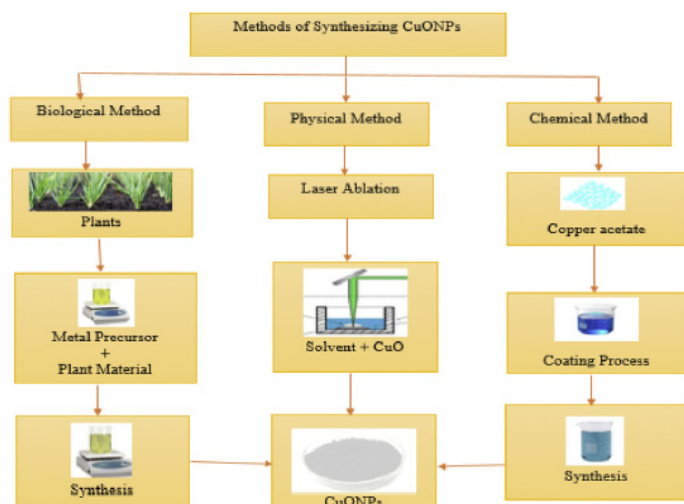 Methods of Synthesizing CuONPs
Biological Method
Physical Method
Chemical Method
Plants
Laser Ablation
Copper acetate
Metal Precursor
+
Plant Material
Solvent + CuO
Coating Process
Synthesis
CuONPs
Synthesis